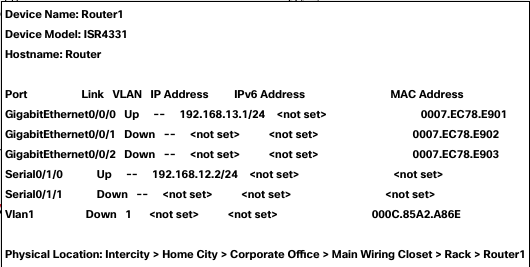 Device Name: Router1
Device Model: ISR4331
Hostname: Router
Port Link VLAN IP Address IPv6 Address MAC Address
GigabitEthernet0/0/0 Up -- 192.168.13.1/24 <not set> 0007.EC78.E901
GigabitEthernet0/0/1 Down -- <not set> <not set> 0007.EC78.E902
GigabitEthernet0/0/2 Down -- <not set> <not set> 0007.EC78.E903
Serial0/1/0 Up -- 192.168.12.2/24 <not set> <not set>
Serial0/1/1 Down -- <not set> <not set> <not set>
Vlan1 Down 1 <not set> <not set> 000C.85A2.A86E
Physical Location: Intercity > Home City > Corporate Office > Main Wiring Closet > Rack > Router1